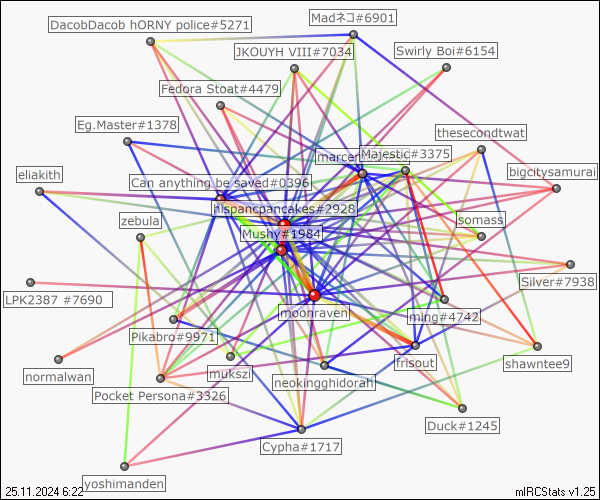 Madネコ#6901
DacobDacob hORNY police#5271
JKOUYH VIII#7034
Swirly Boi#6154
Fedora Stoat#4479
Eg.Master#1378
thesecondtwat
Majestic#3375
eliakith
bigcitysamurai
Can anything be saved#0396
hispancpancakes#2928
zebula
somass
Mushy#1984
Silver#7938
LPK2387 #7690
moonraven
ming#4742
Pikabro#9971
normalwan
mukszi
neokingghidorah
frisout
shawntee9
Pocket Persona#3326
Duck#1245
Cypha#1717
yoshimanden
25.11.2024 6:22
mIRCStats v1.25